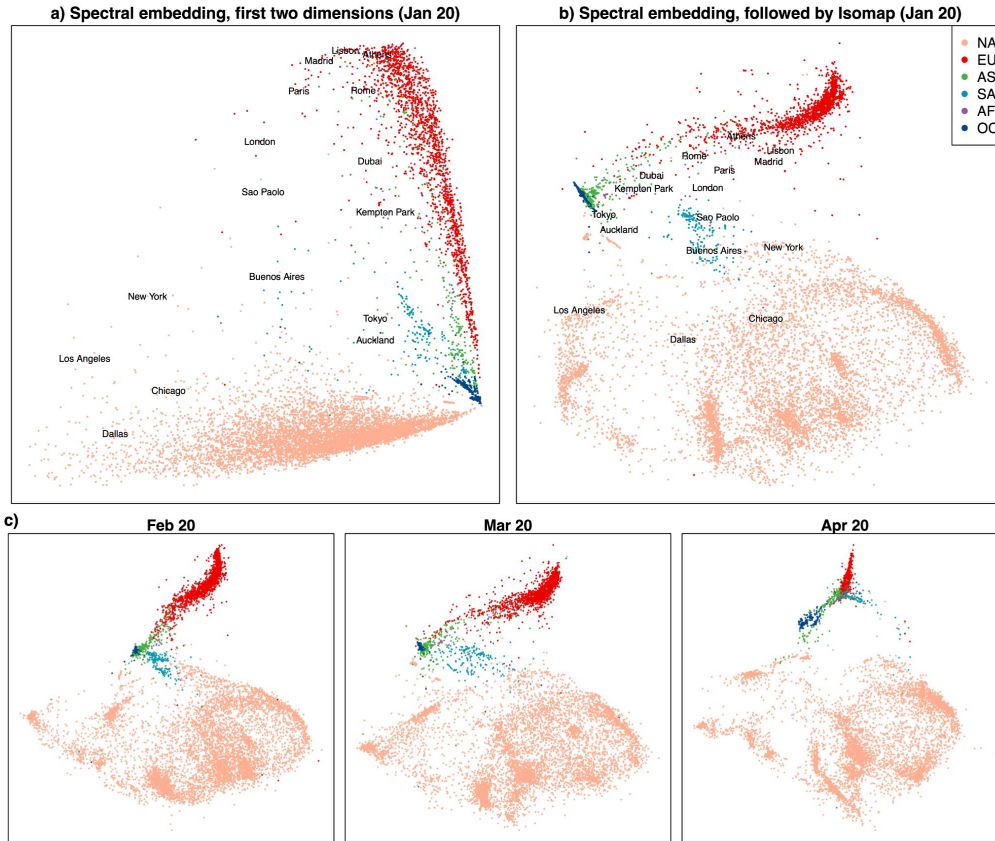 a) Spectral embedding, first two dimensions (Jan 20)
Lisbon
Athens
Madrid
Paris
Rome
London
Dubai
Sao Paolo
Kempton Park
Buenos Aires
New York
Tokyo
Auckland
Los Angeles
Chicago
Dallas
b) Spectral embedding, followed by Isomap (Jan 20)
NA
EU
AS
SA
AF
OC
Athens
Lisbon
Rome
Madrid
Paris
Dubai
Kempton Park
London
Tokyo
Sao Paolo
Auckland
Buenos Aires
New York
Los Angeles
Chicago
Dallas
c)
Feb 20
Mar 20
Apr 20